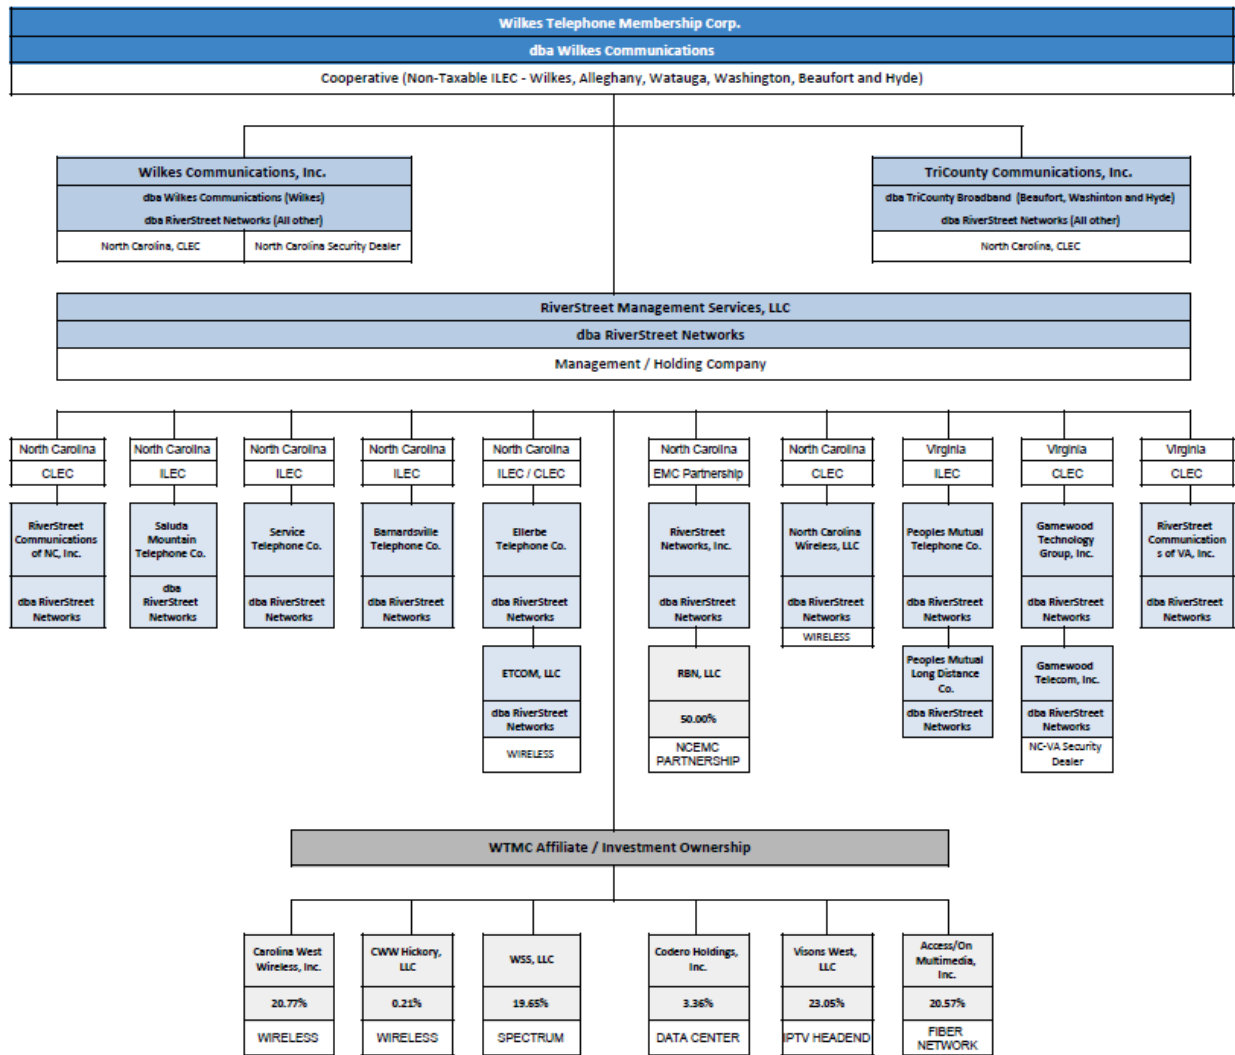 Wilkes Telephone Membership Corp.
dba Wilkes Communications
Cooperative (Non-Taxable ILEC - Wilkes, Alleghany, Watauga, Washington, Beaufort and Hyde)
Wilkes Communications, Inc.
dba Wilkes Communications (Wilkes)
dba RiverStreet Networks (All other)
North Carolina, CLEC
North Carolina Security Dealer
TriCounty Communications, Inc.
dba TriCounty Broadband (Beaufort, Washinton and Hyde)
dba RiverStreet Networks (All other)
North Carolina, CLEC
RiverStreet Management Services, LLC
dba RiverStreet Networks
Management / Holding Company
North Carolina
CLEC
RiverStreet
Communications
of NC, Inc.
dba RiverStreet
Networks
North Carolina
ILEC
Saluda
Mountain
Telephone Co.
dba
RiverStreet
Networks
North Carolina
ILEC
Service
Telephone Co.
dba RiverStreet
Networks
North Carolina
ILEC
Barnardsville
Telephone Co.
dba RiverStreet
Networks
North Carolina
ILEC / CLEC
Ellerbe
Telephone Co.
dba RiverStreet
Networks
ETCOM, LLC
dba RiverStreet
Networks
WIRELESS
North Carolina
EMC Partnership
RiverStreet
Networks, Inc.
dba RiverStreet
Networks
RBN, LLC
50.00%
NCEMC
PARTNERSHIP
North Carolina
CLEC
North Carolina
Wireless, LLC
dba RiverStreet
Networks
WIRELESS
Virginia
ILEC
Peoples Mutual
Telephone Co.
dba RiverStreet
Networks
Peoples Mutual
Long Distance
Co.
dba RiverStreet
Networks
Virginia
CLEC
Gamewood
Technology
Group, Inc.
dba RiverStreet
Networks
Gamewood
Telecom, Inc.
dba RiverStreet
Networks
NC-VA Security
Dealer
Virginia
CLEC
RiverStreet
Communication
s of VA, Inc.
dba RiverStreet
Networks
WTMC Affiliate / Investment Ownership
Carolina West
Wireless, Inc.
20.77%
WIRELESS
CWW Hickory,
LLC
0.21%
WIRELESS
WSS, LLC
19.65%
SPECTRUM
Codero Holdings,
Inc.
3.36%
DATA CENTER
Visons West,
LLC
23.05%
IPTV HEADEND
Access/On
Multimedia,
Inc.
20.57%
FIBER
NETWORK